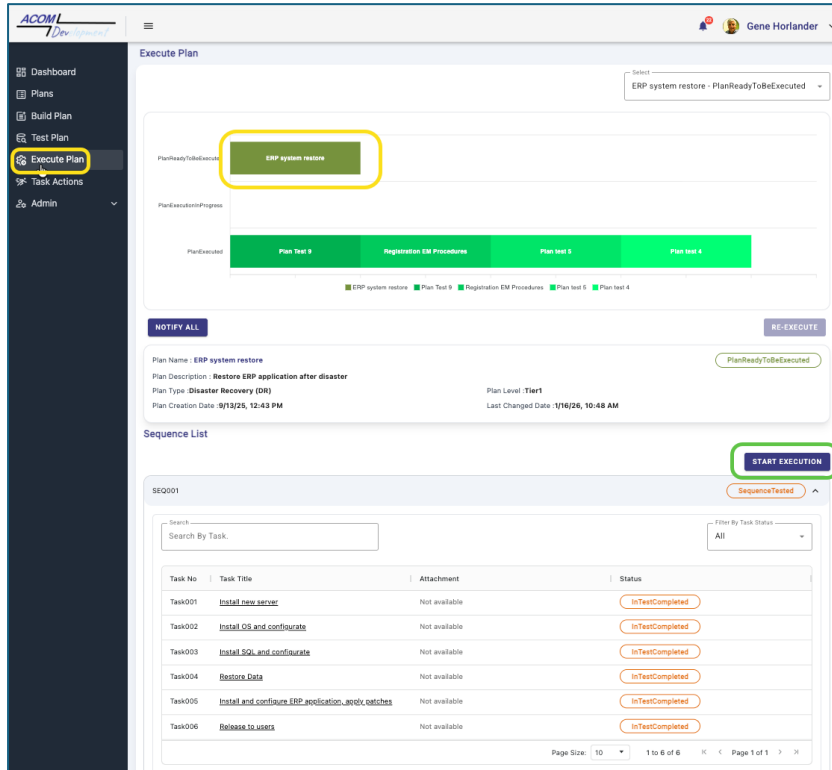 ACOM
Development
Gene Horlander
Dashboard
Plans
Build Plan
Test Plan
Execute Plan
Task Actions
Admin
Execute Plan
Select
ERP system restore - PlanReadyToBeExecuted
PlanReadyToBeExecute
ERP system restore
PlanExecutionInProgress
PlanExecuted
Plan Test 9
Registration EM Procedures
Plan test 5
Plan test 4
ERP system restore Plan Test 9 Registration EM Procedures Plan test 5 Plan test 4
NOTIFY ALL
RE-EXECUTE
Plan Name : ERP system restore
PlanReadyToBeExecuted
Plan Description : Restore ERP application after disaster
Plan Type :Disaster Recovery (DR)
Plan Level :Tier1
Plan Creation Date :9/13/25, 12:43 PM
Last Changed Date :1/16/26, 10:48 AM
Sequence List
START EXECUTION
SEQ001
SequenceTested
Search
Search By Task.
Filter By Task Status
All
Task No Task Title Attachment Status
Task001 Install new server Not available InTestCompleted
Task002 Install OS and configurate Not available InTestCompleted
Task003 Install SQL and configurate Not available InTestCompleted
Task004 Restore Data Not available InTestCompleted
Task005 Install and configure ERP application, apply patches Not available InTestCompleted
Task006 Release to users Not available InTestCompleted
Page Size: 10 1 to 6 of 6 Page 1 of 1